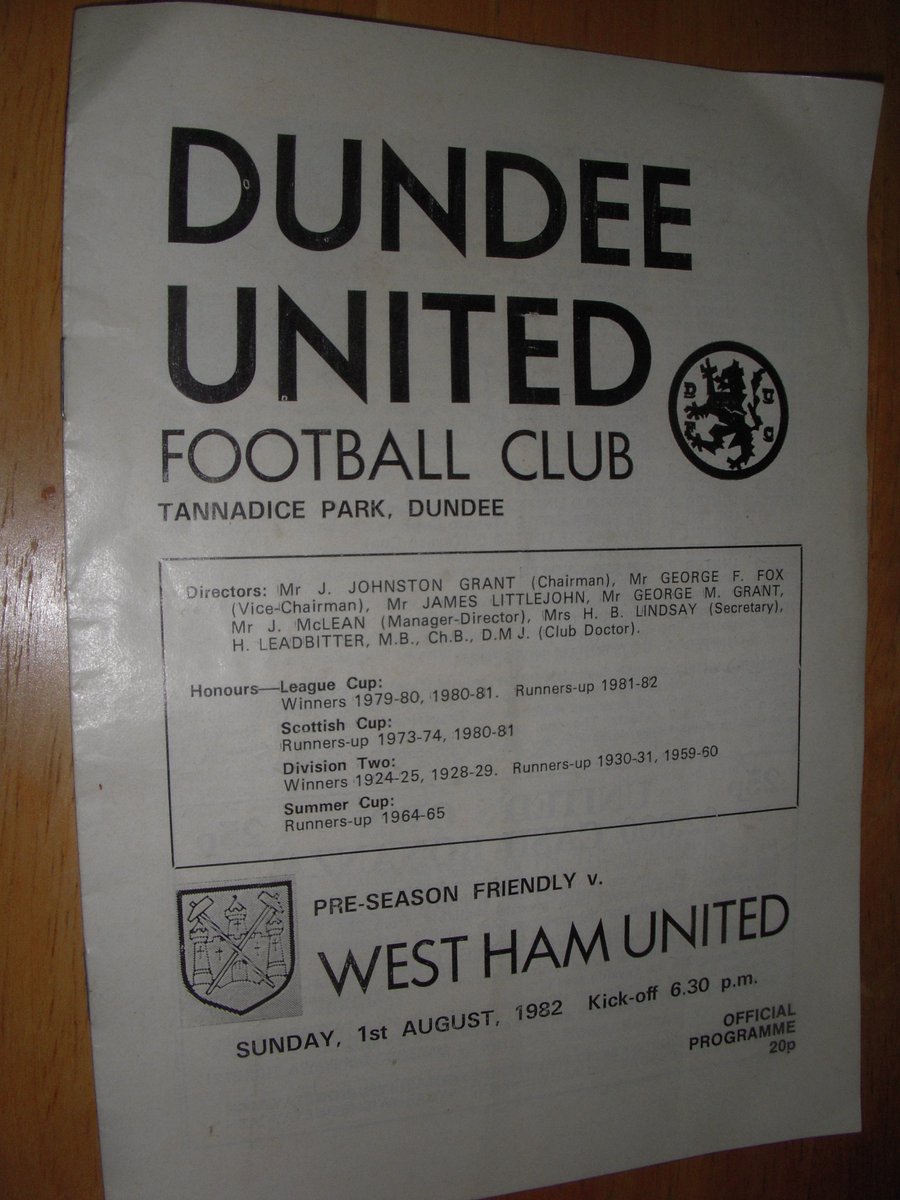 DUNDEE
UNITED
FOOTBALL CLUB
D U
F C
TANNADICE PARK, DUNDEE
Directors: Mr J. JOHNSTON GRANT (Chairman), Mr GEORGE F. FOX
(Vice-Chairman), Mr JAMES LITTLEJOHN, Mr GEORGE M. GRANT,
Mr J. McLEAN (Manager-Director), Mrs H. B. LINDSAY (Secretary),
H. LEADBITTER, M.B., Ch.B., D.M J. (Club Doctor).
Honours—League Cup:
Winners 1979-80, 1980-81. Runners-up 1981-82
Scottish Cup:
Runners-up 1973-74, 1980-81
Division Two:
Winners 1924-25, 1928-29. Runners-up 1930-31, 1959-60
Summer Cup:
Runners-up 1964-65
PRE-SEASON FRIENDLY v.
WEST HAM UNITED
SUNDAY, 1st AUGUST, 1982 Kick-off 6.30 p.m.
OFFICIAL
PROGRAMME
20p